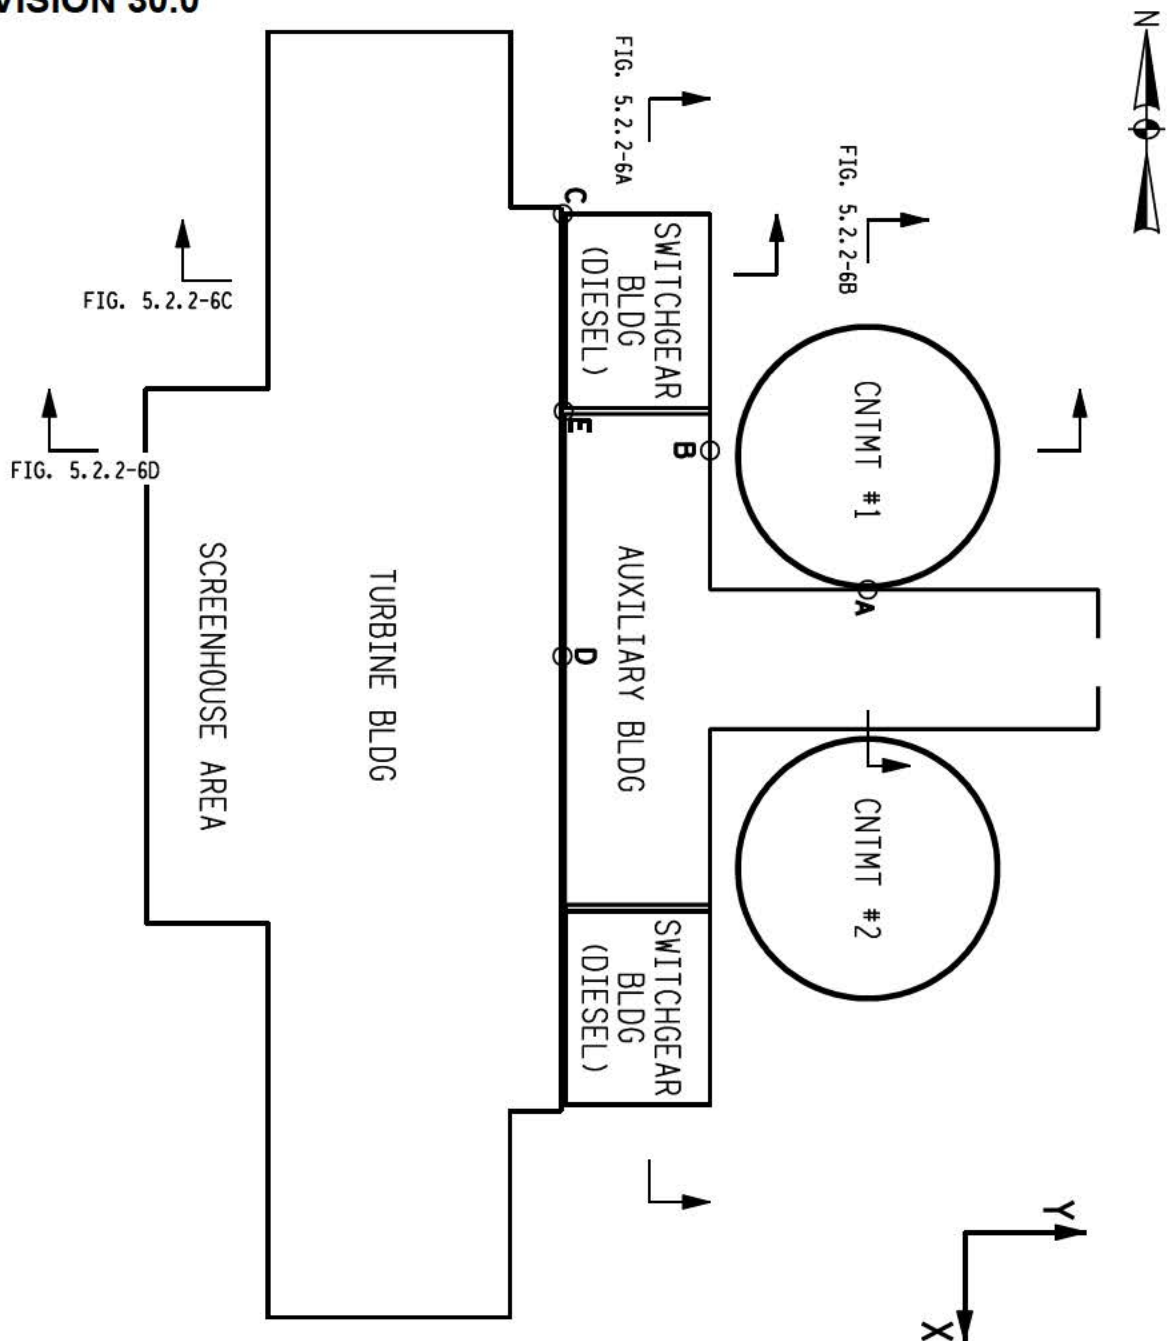 VISION 30.0
N
FIG. 5.2.2-6A
FIG. 5.2.2-6B
FIG. 5.2.2-6C
FIG. 5.2.2-6D
C
SWITCHGEAR
BLDG
(DIESEL)
E
B
CNTMT #1
A
AUXILIARY BLDG
D
TURBINE BLDG
SCREENHOUSE AREA
CNTMT #2
SWITCHGEAR
BLDG
(DIESEL)
Y
X